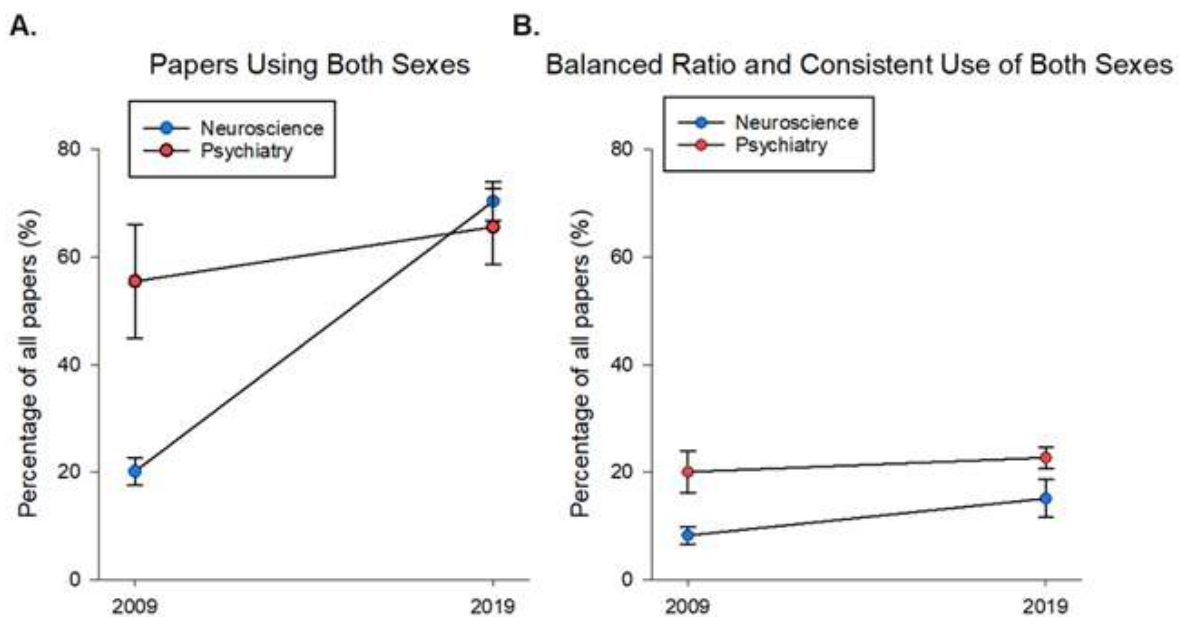 A.
Papers Using Both Sexes
Neuroscience
Psychiatry
Percentage of all papers (%)
80
60
40
20
0
2009
2019
B.
Balanced Ratio and Consistent Use of Both Sexes
Neuroscience
Psychiatry
Percentage of all papers (%)
80
60
40
20
0
2009
2019